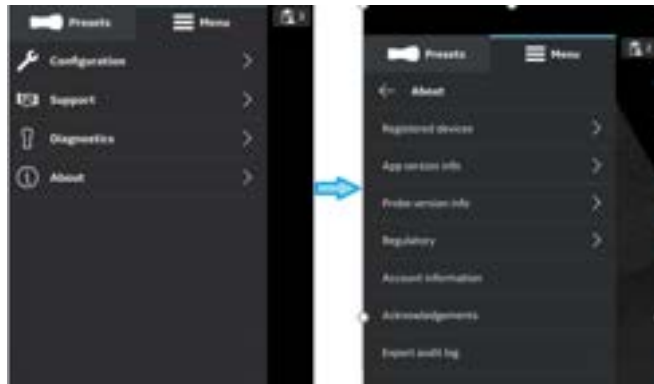 Presets
Menu
Configuration
Support
Diagnostics
About
Presets
Menu
About
Registered devices
App version info
Probe version info
Regulatory
Account information
Acknowledgements
Export audit log